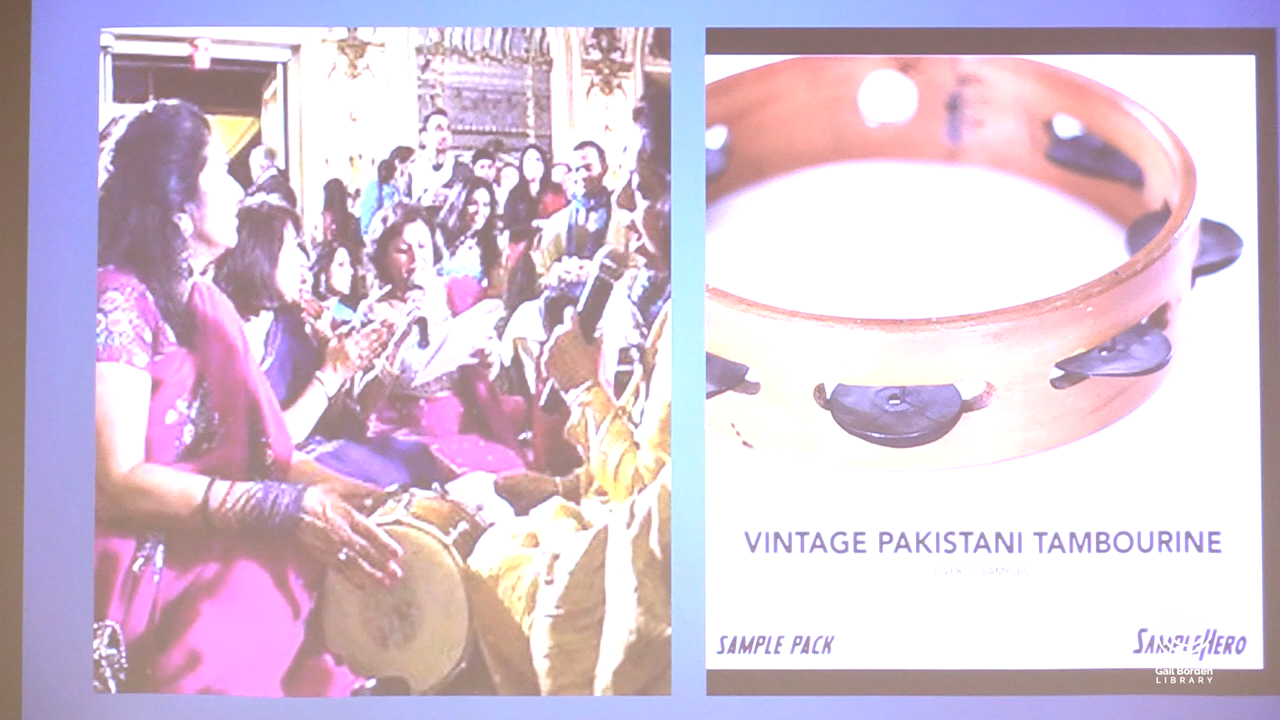 VINTAGE PAKISTANI TAMBOURINE
SAMPLE PACK
SAMPLEHERO
Gail Borden
LIBRARY